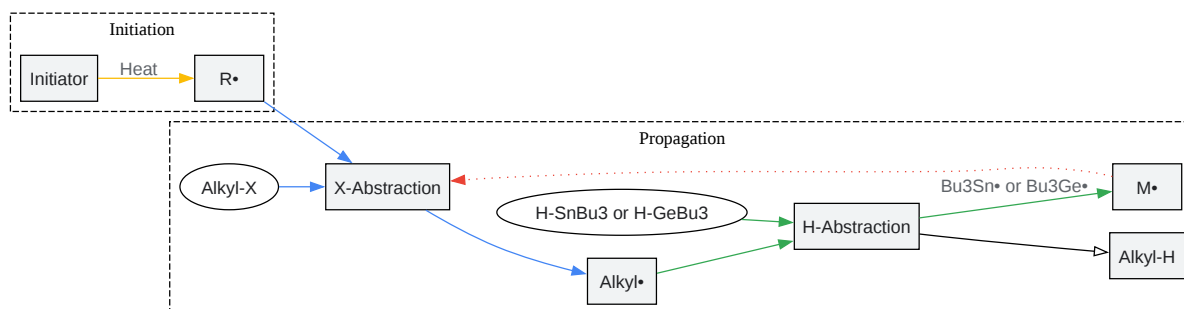 Initiation
Initiator
Heat
R•
Propagation
Alkyl-X
X-Abstraction
H-SnBu3 or H-GeBu3
Alkyl•
H-Abstraction
Bu3Sn• or Bu3Ge•
M•
Alkyl-H